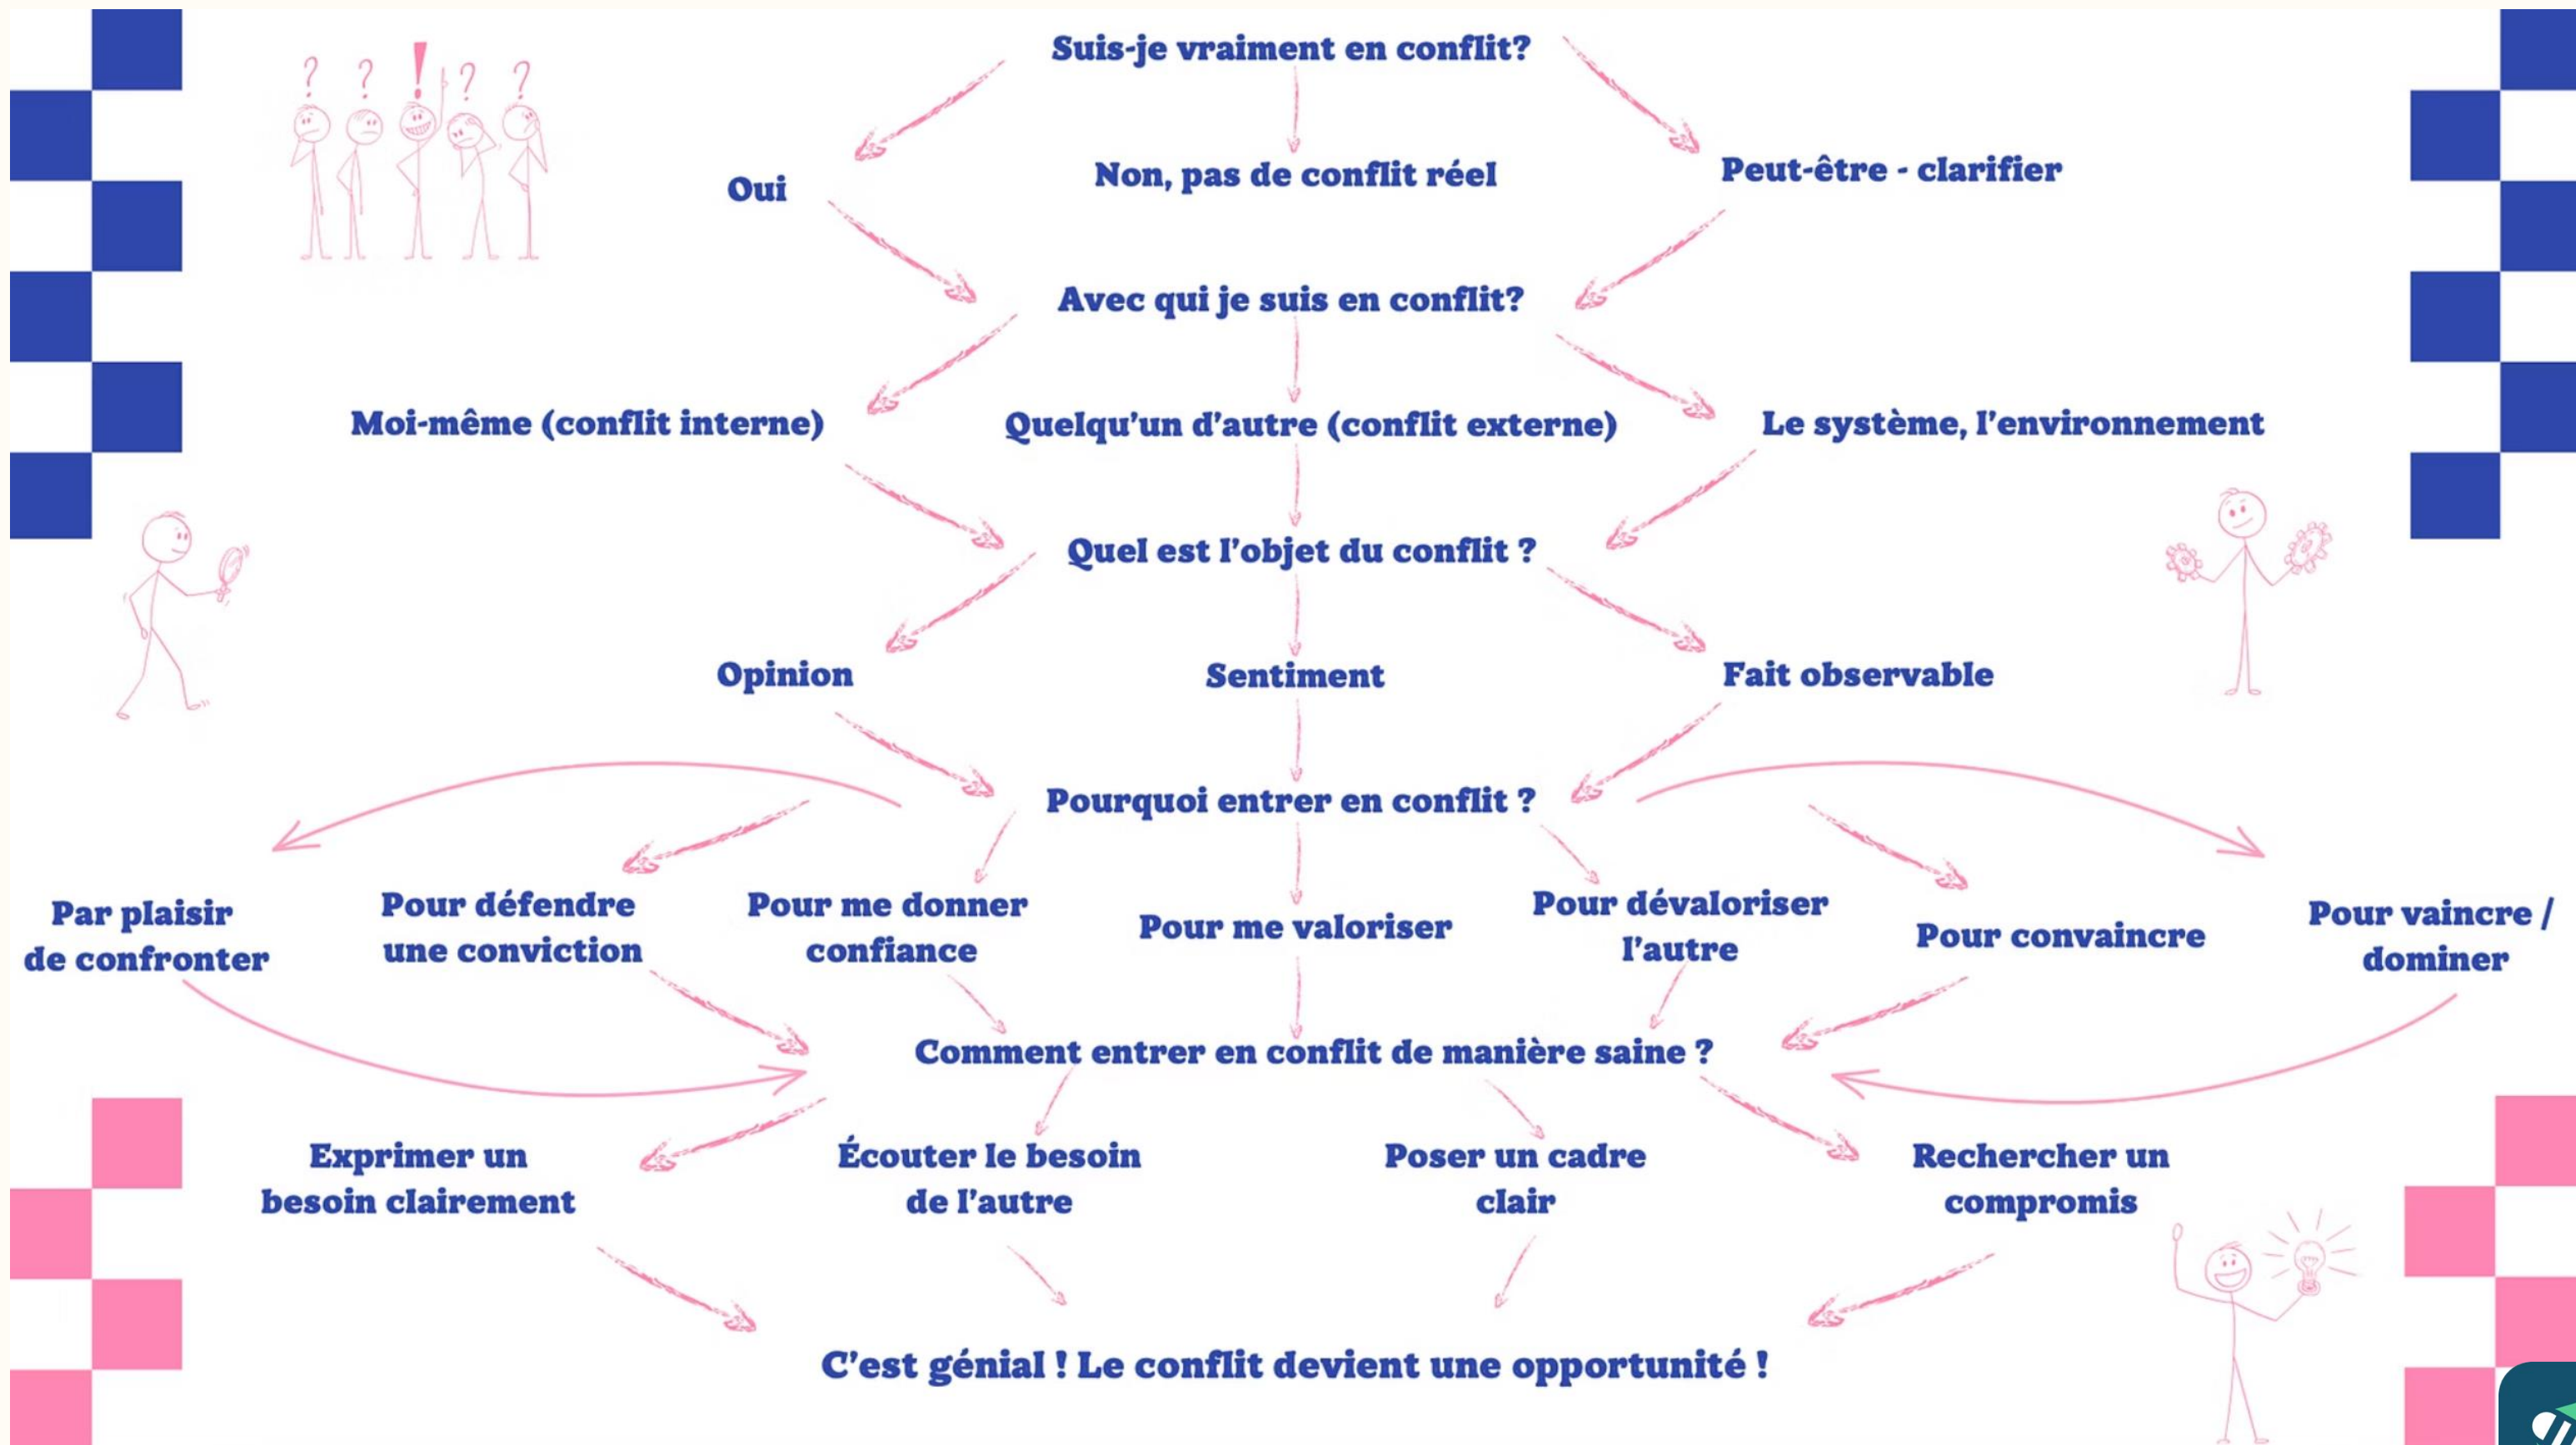 Suis-je vraiment en conflit?
Oui
Non, pas de conflit réel
Peut-être - clarifier
Avec qui je suis en conflit?
Moi-même (conflit interne)
Quelqu'un d'autre (conflit externe)
Le système, l'environnement
Quel est l'objet du conflit ?
Opinion
Sentiment
Fait observable
Pourquoi entrer en conflit ?
Par plaisir
de confronter
Pour défendre
une conviction
Pour me donner
confiance
Pour me valoriser
Pour dévaloriser
l'autre
Pour convaincre
Pour vaincre /
dominer
Comment entrer en conflit de manière saine ?
Exprimer un
besoin clairement
Écouter le besoin
de l'autre
Poser un cadre
clair
Rechercher un
compromis
C'est génial ! Le conflit devient une opportunité !